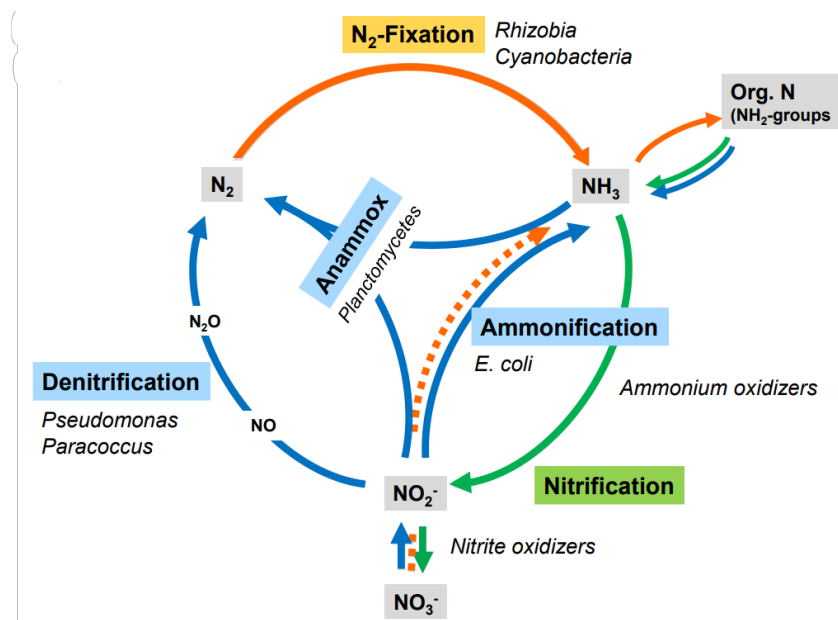 N₂-Fixation
Rhizobia
Cyanobacteria
Org. N
(NH₂-groups
N₂
NH₃
Anammox
Planctomycetes
N₂O
Ammonification
E. coli
Denitrification
Pseudomonas
Paracoccus
NO
Ammonium oxidizers
NO₂⁻
Nitrification
Nitrite oxidizers
NO₃⁻